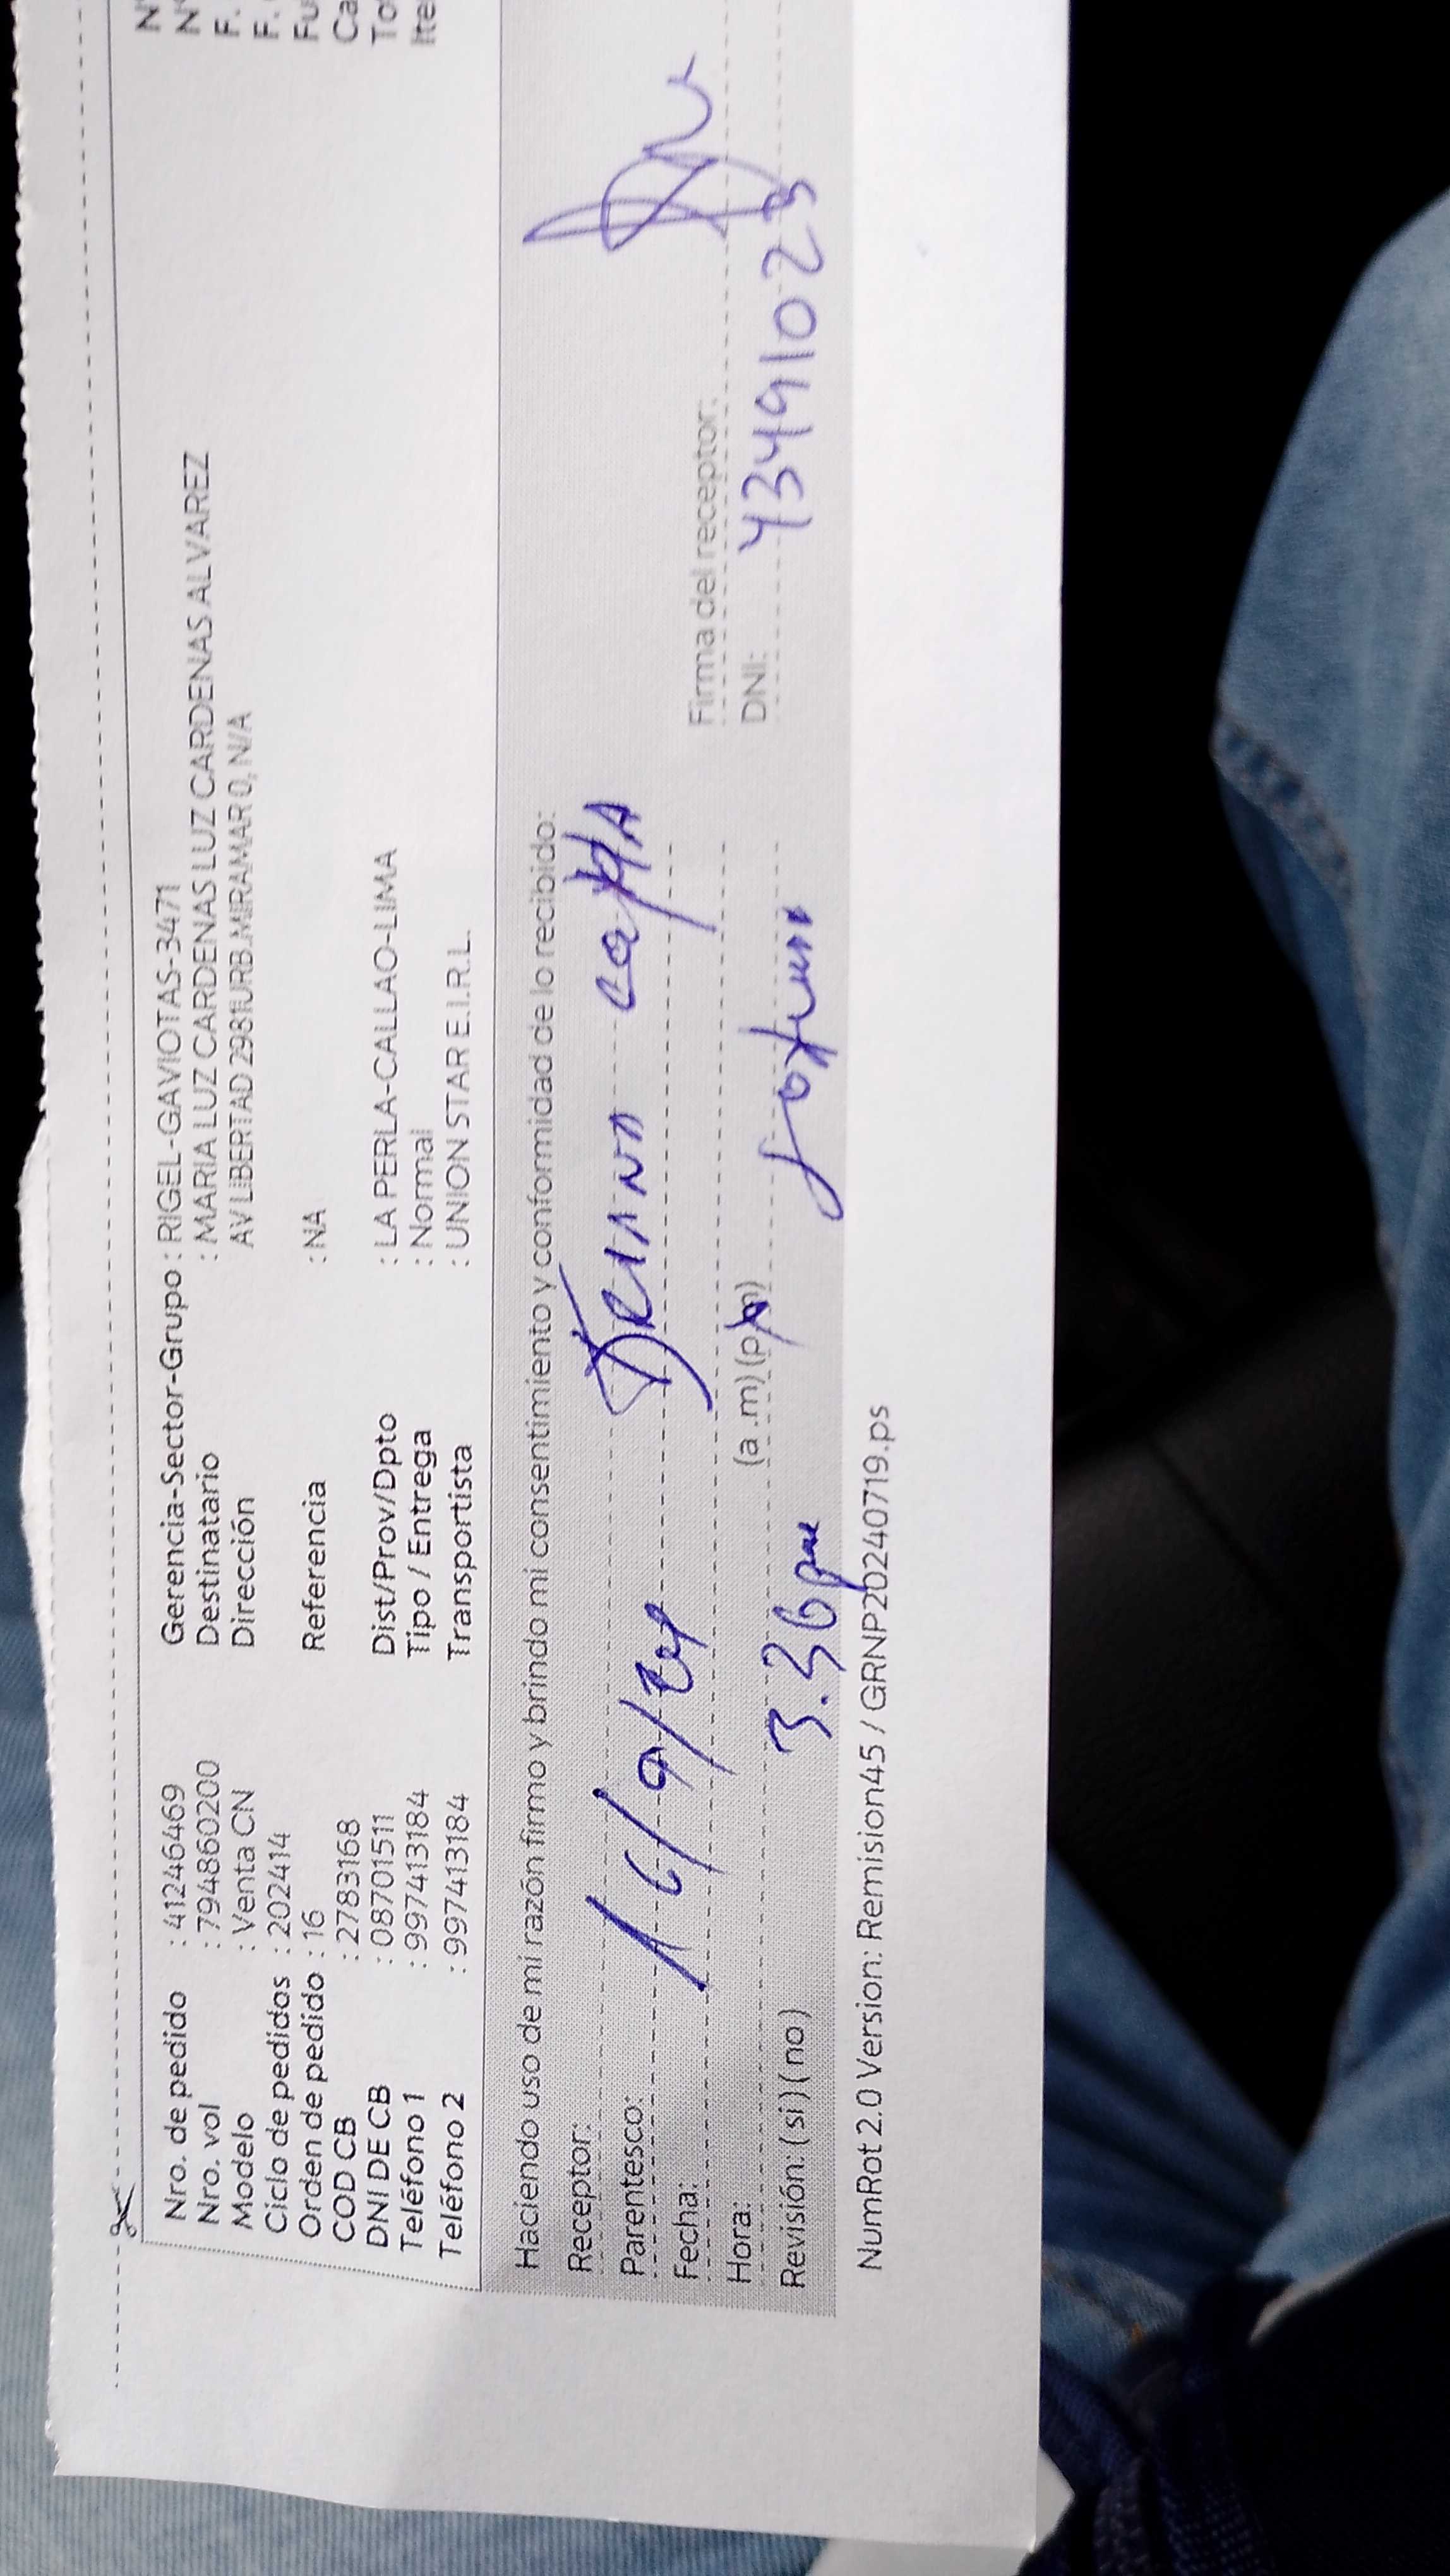 Nro. de pedido : 41246469 Gerencia-Sector-Grupo : RIGEL-GAVIOTAS-3471
Nro. vol : 794860200 Destinatario : MARIA LUZ CARDENAS LUZ CARDENAS ALVAREZ
Modelo : Venta CN Dirección AV LIBERTAD 2981URB.MIRAMAR 0, N/A
Ciclo de pedidos : 202414
Orden de pedido : 16 Referencia : NA
COD CB : 2783168
DNI DE CB : 08701511 Dist/Prov/Dpto : LA PERLA-CALLAO-LIMA
Teléfono 1 : 997413184 Tipo / Entrega : Normal
Teléfono 2 : 997413184 Transportista : UNION STAR E.I.R.L.
Haciendo uso de mi razón firmo y brindo mi consentimiento y conformidad de lo recibido:
Receptor:
Parentesco:
Fecha: 16/9/24 Firma del receptor:
Hora: 3.36 pm (a .m) (p.m) DNI: 43491023
Revisión: ( si ) ( no )
NumRot 2.0 Version: Remision45 / GRNP20240719.ps